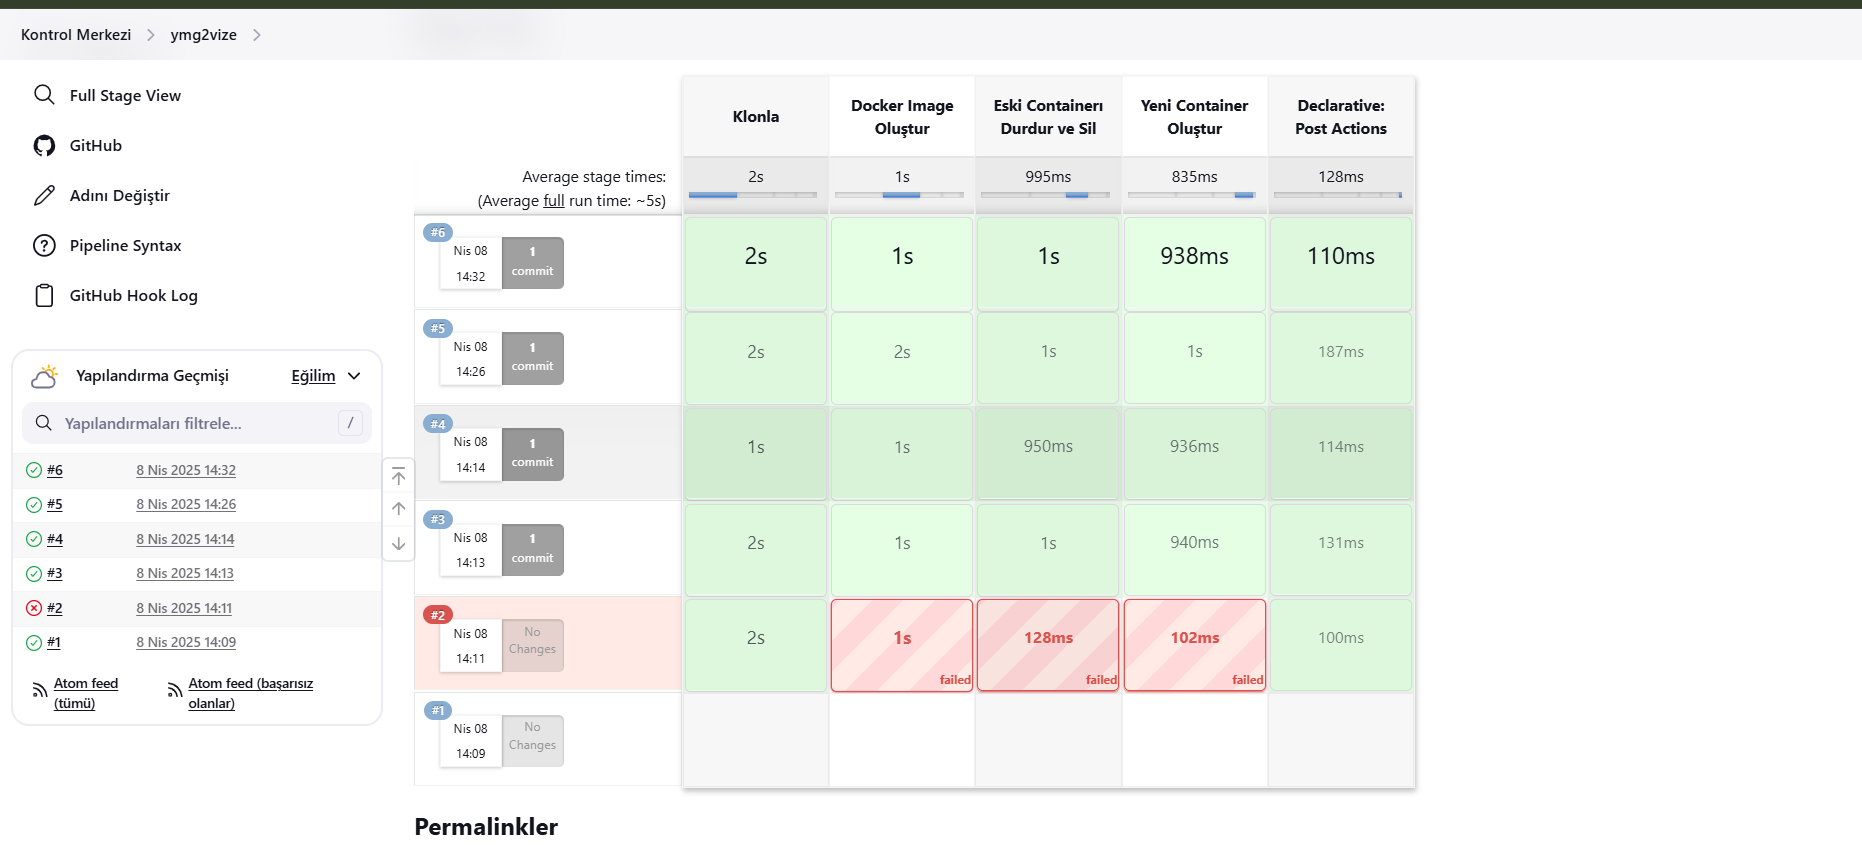 Kontrol Merkezi
ymg2vize
Full Stage View
GitHub
Adını Değiştir
Pipeline Syntax
GitHub Hook Log
Yapılandırma Geçmişi
Eğilim
Yapılandırmaları filtrele...
/
#6 8 Nis 2025 14:32
#5 8 Nis 2025 14:26
#4 8 Nis 2025 14:14
#3 8 Nis 2025 14:13
#2 8 Nis 2025 14:11
#1 8 Nis 2025 14:09
Atom feed
(tümü)
Atom feed (başarısız
olanlar)
Klonla
Docker Image
Oluştur
Eski Containerı
Durdur ve Sil
Yeni Container
Oluştur
Declarative:
Post Actions
Average stage times:
(Average full run time: ~5s)
2s 1s 995ms 835ms 128ms
#6
Nis 08
14:32
1
commit
2s 1s 1s 938ms 110ms
#5
Nis 08
14:26
1
commit
2s 2s 1s 1s 187ms
#4
Nis 08
14:14
1
commit
1s 1s 950ms 936ms 114ms
#3
Nis 08
14:13
1
commit
2s 1s 1s 940ms 131ms
#2
Nis 08
14:11
No
Changes
2s 1s 128ms 102ms 100ms
failed failed failed
#1
Nis 08
14:09
No
Changes
Permalinkler